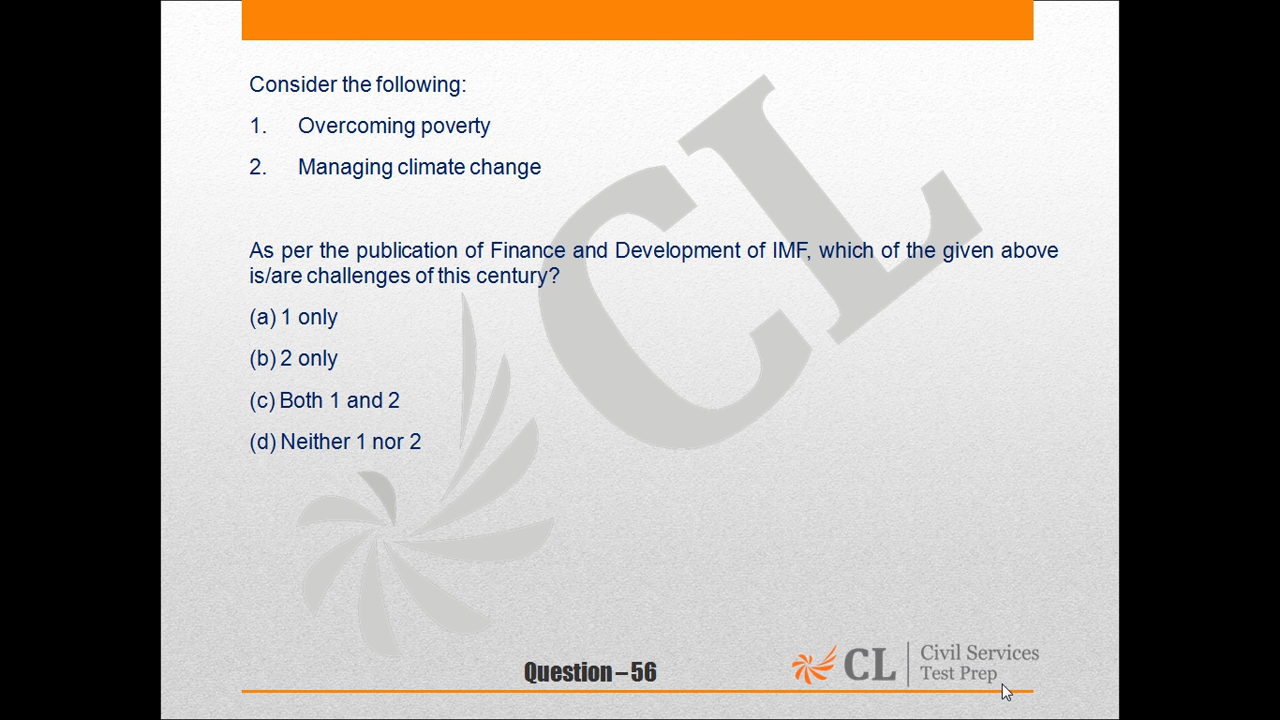 Consider the following:
1. Overcoming poverty
2. Managing climate change
As per the publication of Finance and Development of IMF, which of the given above
is/are challenges of this century?
(a) 1 only
(b) 2 only
(c) Both 1 and 2
(d) Neither 1 nor 2
CL
Question – 56
CL
Civil Services
Test Prep